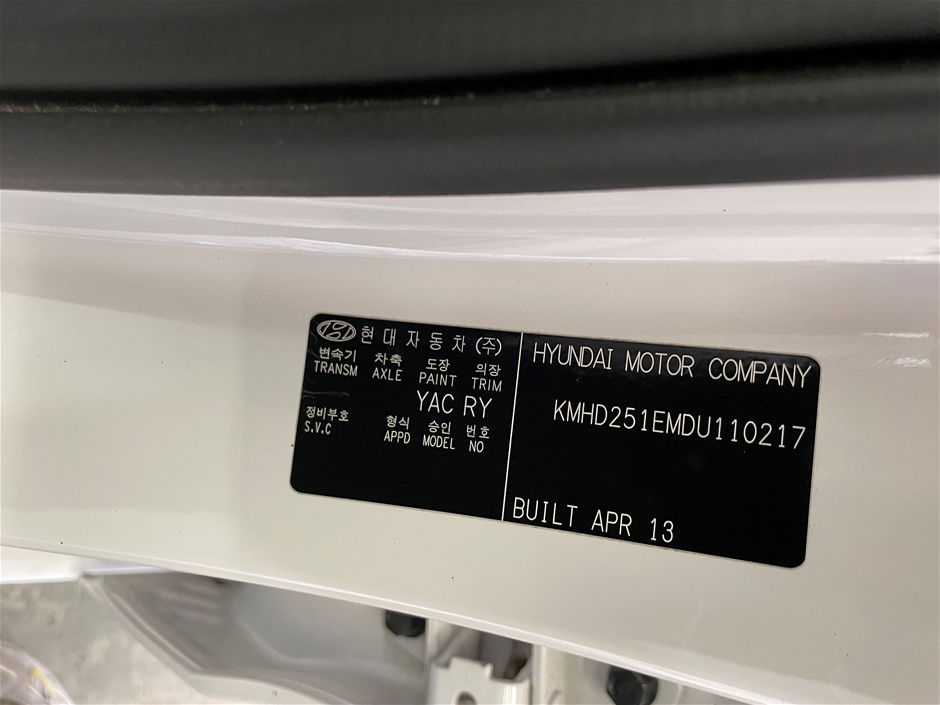 현대자동차(주)
변속기 차축 도장 의장
TRANSM AXLE PAINT TRIM
YAC RY
정비부호 형식 승인 번호
S.V.C APPD MODEL NO
HYUNDAI MOTOR COMPANY
KMHD251EMDU110217
BUILT APR 13